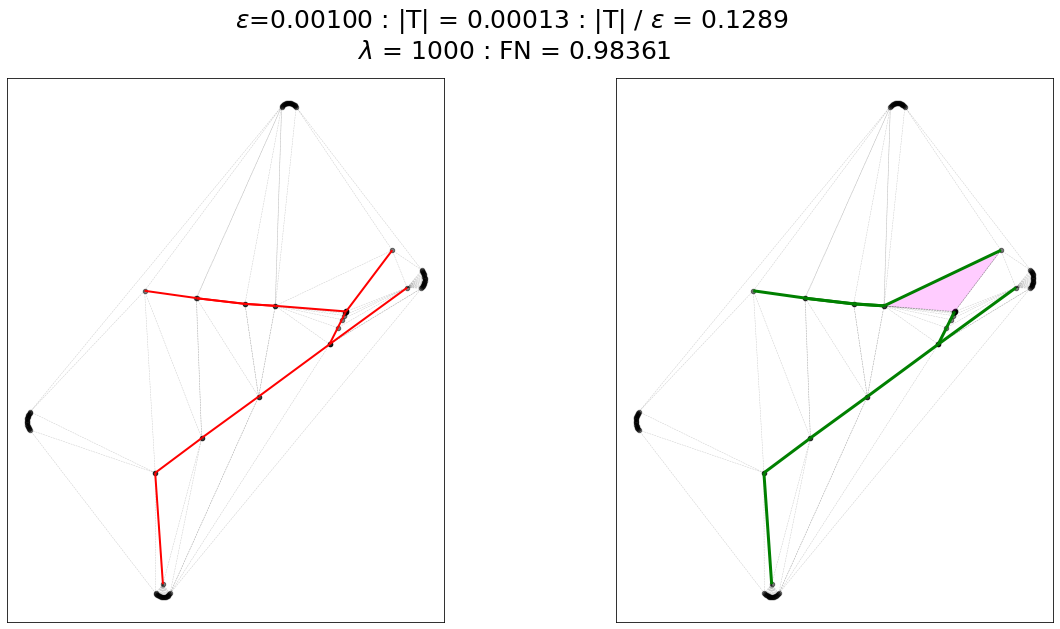 ε=0.00100 : |T| = 0.00013 : |T| / ε = 0.1289
λ = 1000 : FN = 0.98361